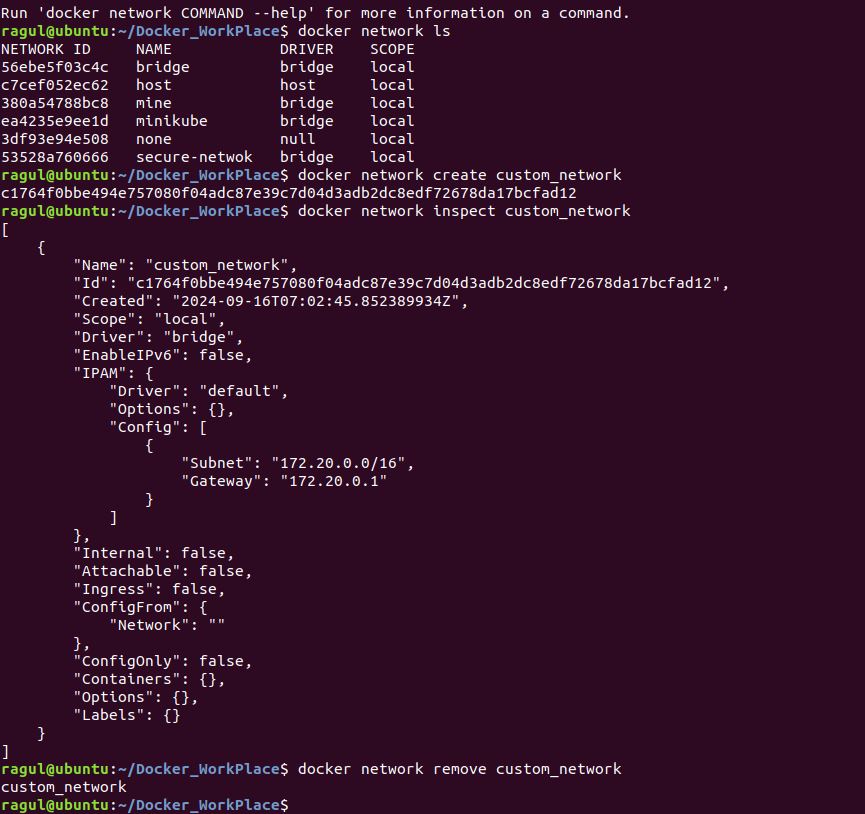 Run 'docker network COMMAND --help' for more information on a command.
ragul@ubuntu:~/Docker_WorkPlace$ docker network ls
NETWORK ID     NAME            DRIVER    SCOPE
56ebe5f03c4c   bridge          bridge    local
c7cef052ec62   host            host      local
380a54788bc8   mine            bridge    local
ea4235e9ee1d   minikube        bridge    local
3df93e94e508   none            null      local
53528a760666   secure-netwok   bridge    local
ragul@ubuntu:~/Docker_WorkPlace$ docker network create custom_network
c1764f0bbe494e757080f04adc87e39c7d04d3adb2dc8edf72678da17bcfad12
ragul@ubuntu:~/Docker_WorkPlace$ docker network inspect custom_network
[
    {
        "Name": "custom_network",
        "Id": "c1764f0bbe494e757080f04adc87e39c7d04d3adb2dc8edf72678da17bcfad12",
        "Created": "2024-09-16T07:02:45.852389934Z",
        "Scope": "local",
        "Driver": "bridge",
        "EnableIPv6": false,
        "IPAM": {
            "Driver": "default",
            "Options": {},
            "Config": [
                {
                    "Subnet": "172.20.0.0/16",
                    "Gateway": "172.20.0.1"
                }
            ]
        },
        "Internal": false,
        "Attachable": false,
        "Ingress": false,
        "ConfigFrom": {
            "Network": ""
        },
        "ConfigOnly": false,
        "Containers": {},
        "Options": {},
        "Labels": {}
    }
]
ragul@ubuntu:~/Docker_WorkPlace$ docker network remove custom_network
custom_network
ragul@ubuntu:~/Docker_WorkPlace$